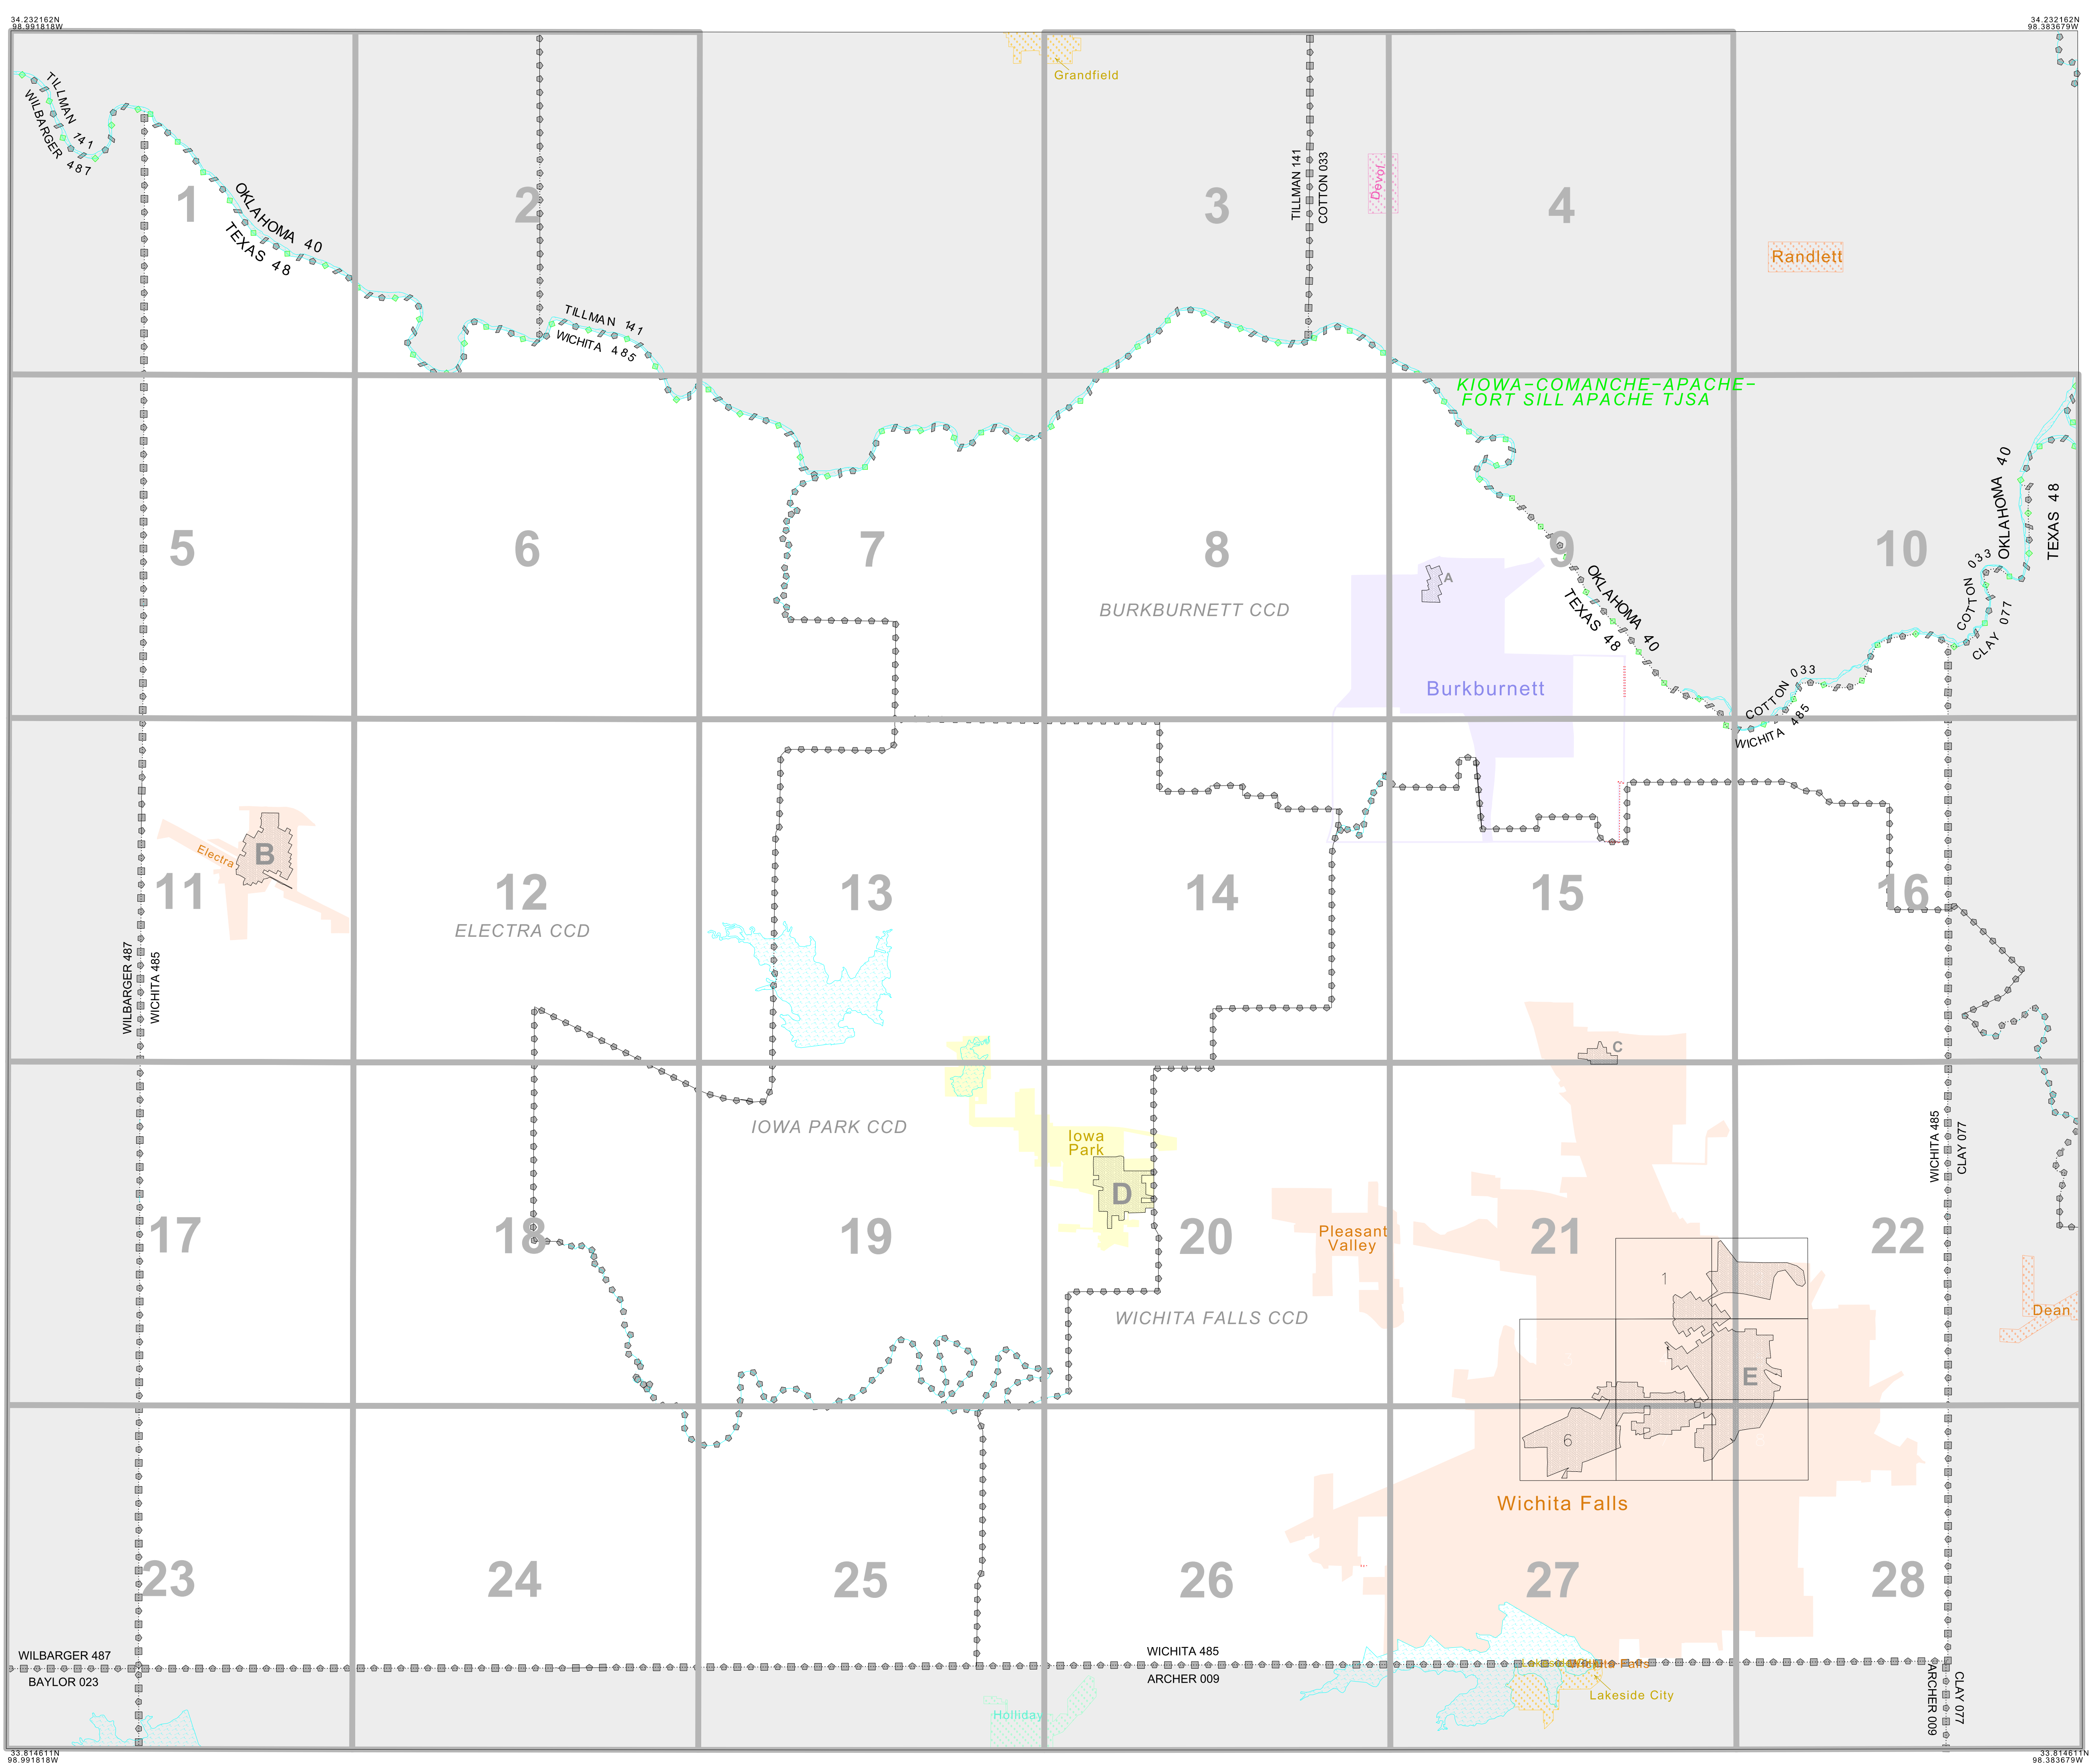 34.232162N
98.991818W
34.232162N
98.383679W
Grandfield
TILLMAN 141
WILBARGER 487
TILLMAN 141
COTTON 033
Devol
1
2
3
4
OKLAHOMA 40
TEXAS 48
Randlett
TILLMAN 141
WICHITA 485
KIOWA-COMANCHE-APACHE-
FORT SILL APACHE TJSA
OKLAHOMA 40
TEXAS 48
5
6
7
8
9
10
A
BURKBURNETT CCD
OKLAHOMA 40
TEXAS 48
COTTON 033
CLAY 077
Burkburnett
COTTON 033
WICHITA 485
Electra
B
11
12
13
14
15
16
ELECTRA CCD
WILBARGER 487
WICHITA 485
C
IOWA PARK CCD
Iowa
Park
WICHITA 485
CLAY 077
D
17
18
19
20
21
22
Pleasant
Valley
1
WICHITA FALLS CCD
Dean
E
6
Wichita Falls
23
24
25
26
27
28
WILBARGER 487
BAYLOR 023
WICHITA 485
ARCHER 009
Wichita Falls
Lakeside City
Holliday
ARCHER 009
CLAY 077
33.814611N
98.991818W
33.814611N
98.383679W